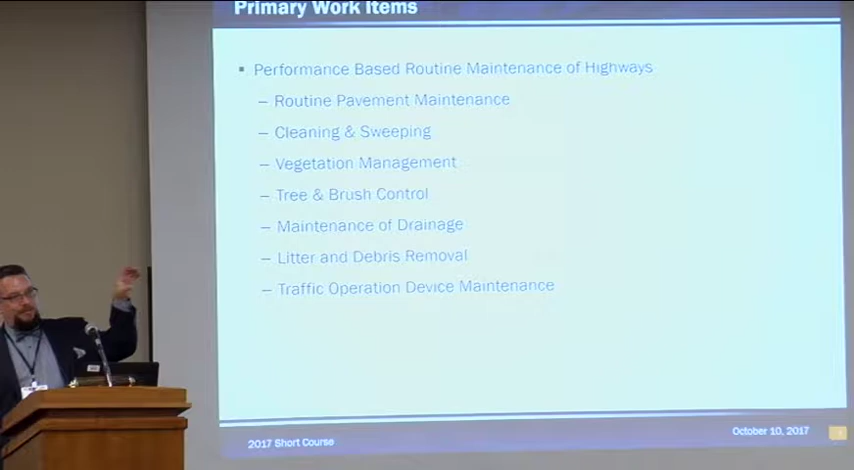 Primary Work Items
▪ Performance Based Routine Maintenance of Highways
– Routine Pavement Maintenance
– Cleaning & Sweeping
– Vegetation Management
– Tree & Brush Control
– Maintenance of Drainage
– Litter and Debris Removal
– Traffic Operation Device Maintenance
2017 Short Course
October 10, 2017